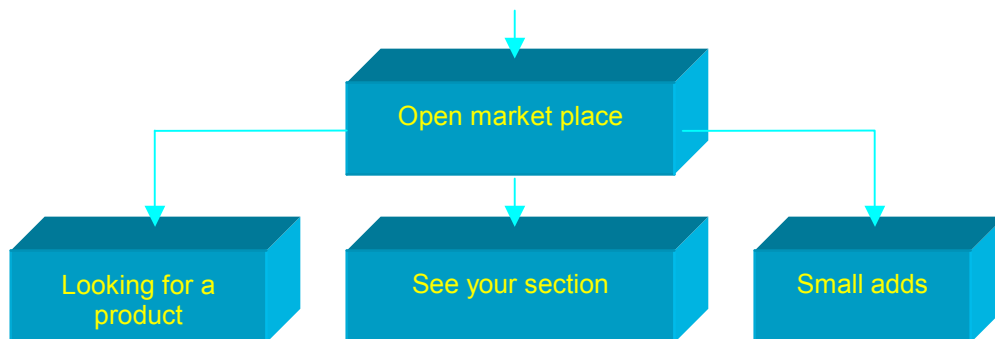 Open market place
Looking for a
product
See your section
Small adds